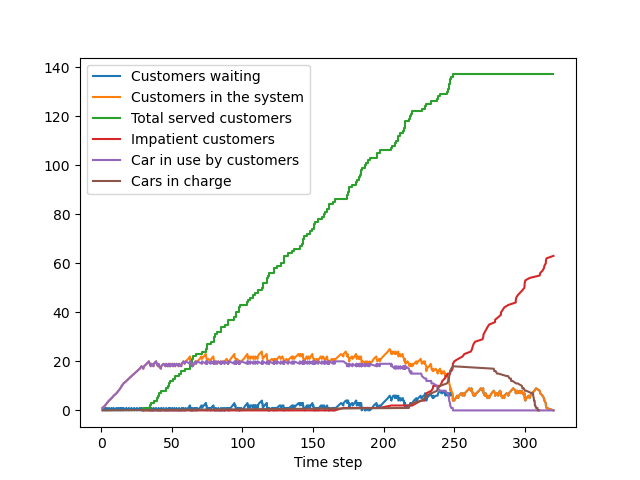 140
120
100
80
60
40
20
0
Customers waiting
Customers in the system
Total served customers
Impatient customers
Car in use by customers
Cars in charge
0 50 100 150 200 250 300
Time step